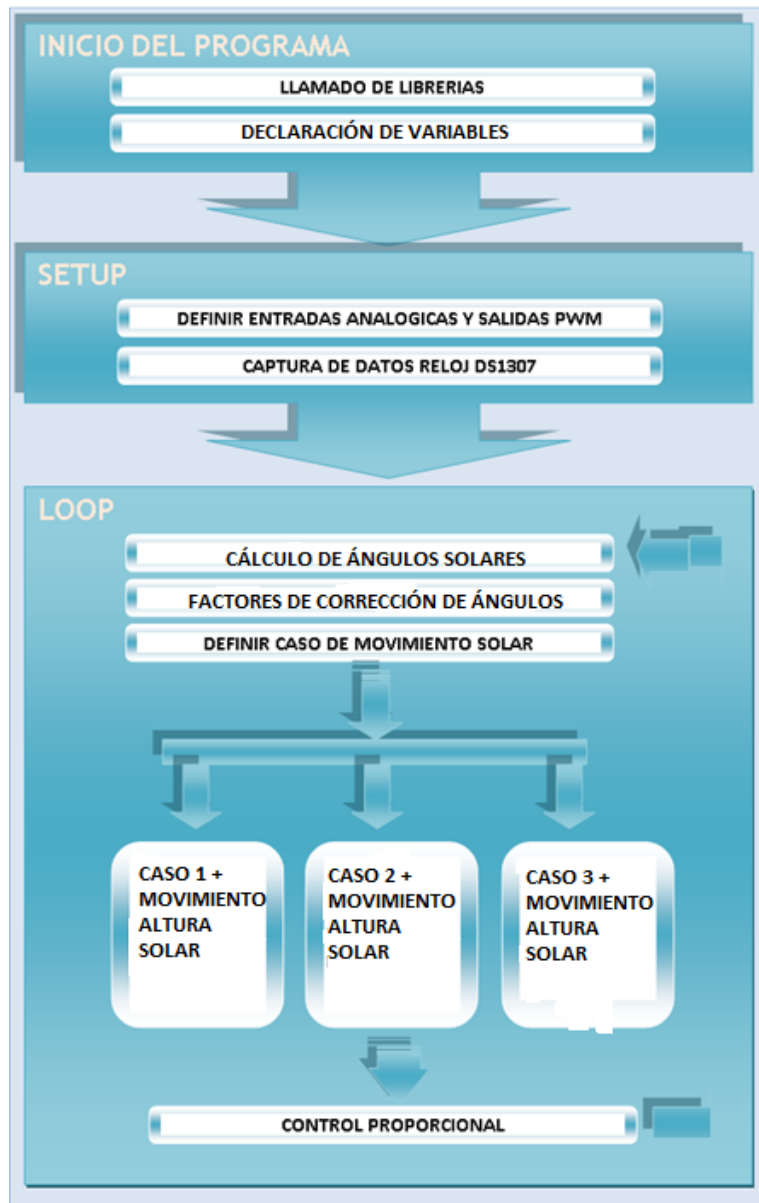 INICIO DEL PROGRAMA
LLAMADO DE LIBRERIAS
DECLARACIÓN DE VARIABLES
SETUP
DEFINIR ENTRADAS ANALOGICAS Y SALIDAS PWM
CAPTURA DE DATOS RELOJ DS1307
LOOP
CÁLCULO DE ÁNGULOS SOLARES
FACTORES DE CORRECCIÓN DE ÁNGULOS
DEFINIR CASO DE MOVIMIENTO SOLAR
CASO 1 +
MOVIMIENTO
ALTURA
SOLAR
CASO 2 +
MOVIMIENTO
ALTURA
SOLAR
CASO 3 +
MOVIMIENTO
ALTURA
SOLAR
CONTROL PROPORCIONAL